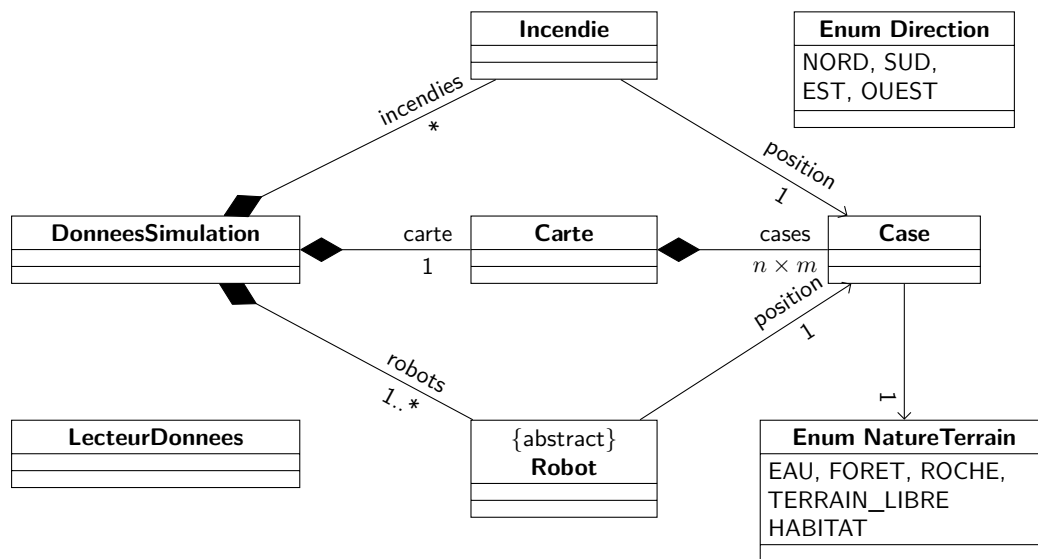 Incendie
Enum Direction
NORD, SUD,
EST, OUEST
incendies
*
position
1
DonneesSimulation
carte
1
Carte
cases
n × m
Case
position
1
robots
1..*
1
LecteurDonnees
{abstract}
Robot
Enum NatureTerrain
EAU, FORET, ROCHE,
TERRAIN_LIBRE
HABITAT